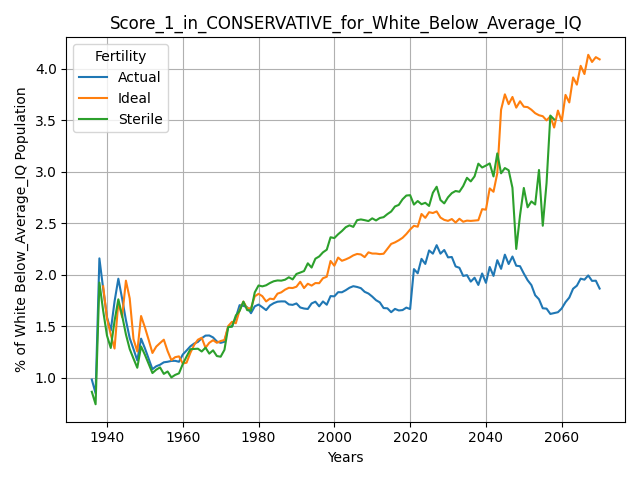 Score_1_in_CONSERVATIVE_for_White_Below_Average_IQ
Fertility
Actual
Ideal
Sterile
% of White Below_Average_IQ Population
4.0
3.5
3.0
2.5
2.0
1.5
1.0
1940 1960 1980 2000 2020 2040 2060
Years